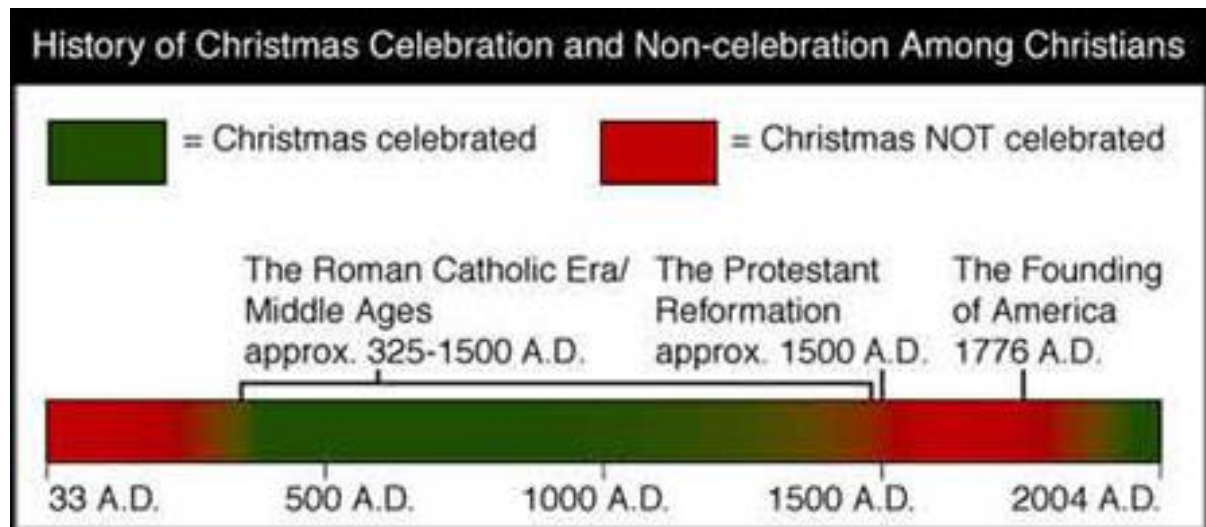 History of Christmas Celebration and Non-celebration Among Christians
= Christmas celebrated
= Christmas NOT celebrated
The Roman Catholic Era/
Middle Ages
approx. 325-1500 A.D.
The Protestant
Reformation
approx. 1500 A.D.
The Founding
of America
1776 A.D.
33 A.D.
500 A.D.
1000 A.D.
1500 A.D.
2004 A.D.